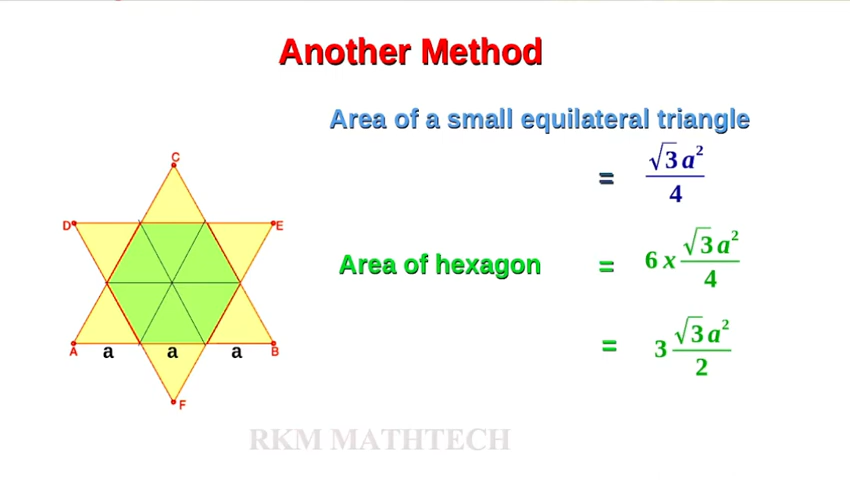 Another Method
Area of a small equilateral triangle
= √3 a² / 4
C
D E
Area of hexagon = 6 x √3 a² / 4
A a a a B
= 3 √3 a² / 2
F
RKM MATHTECH